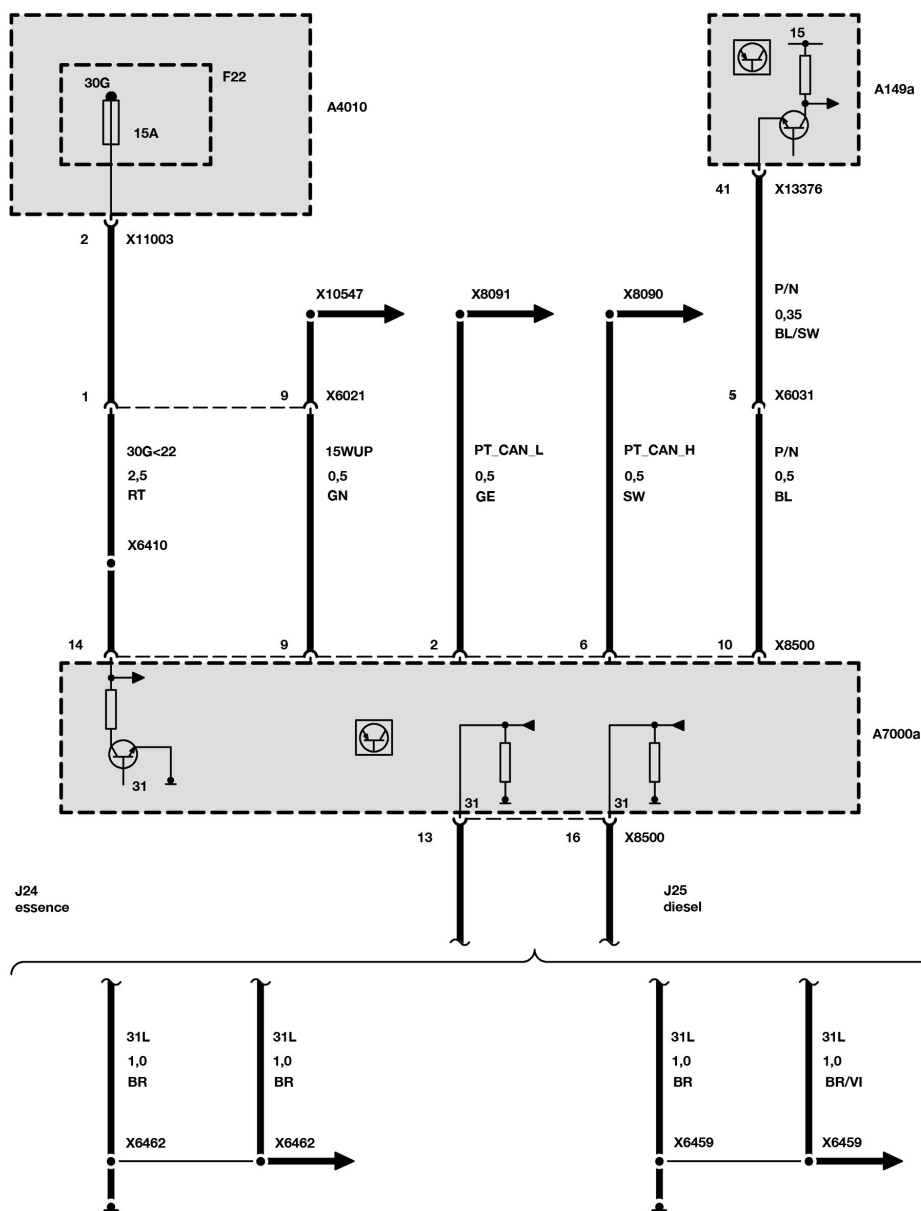 30G
F22
15A
A4010
15
A149a
2 X11003
41 X13376
X10547
X8091
X8090
P/N
0,35
BL/SW
1
9 X6021
5 X6031
30G<22
2,5
RT
15WUP
0,5
GN
PT_CAN_L
0,5
GE
PT_CAN_H
0,5
SW
P/N
0,5
BL
X6410
14
9
2
6
10 X8500
A7000a
31
31
31
13
16 X8500
J24
essence
J25
diesel
31L
1,0
BR
31L
1,0
BR
31L
1,0
BR
31L
1,0
BR/VI
X6462
X6462
X6459
X6459